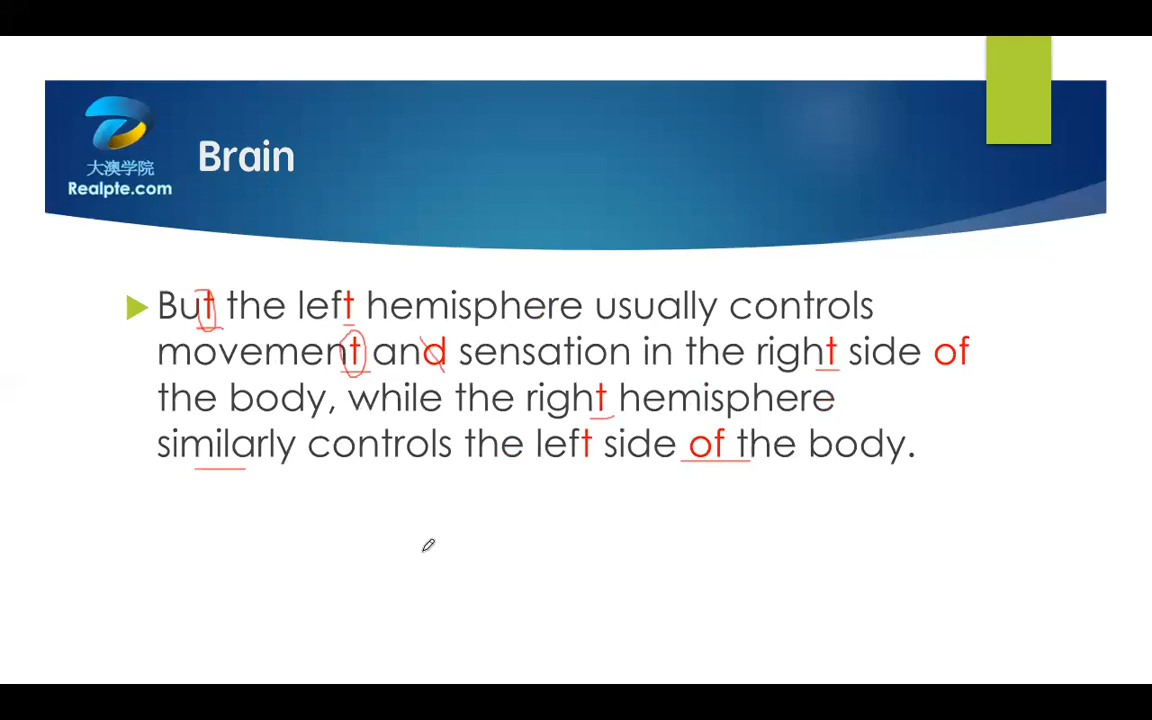 大澳学院
Realpte.com
Brain
But the left hemisphere usually controls
movement and sensation in the right side of
the body, while the right hemisphere
similarly controls the left side of the body.